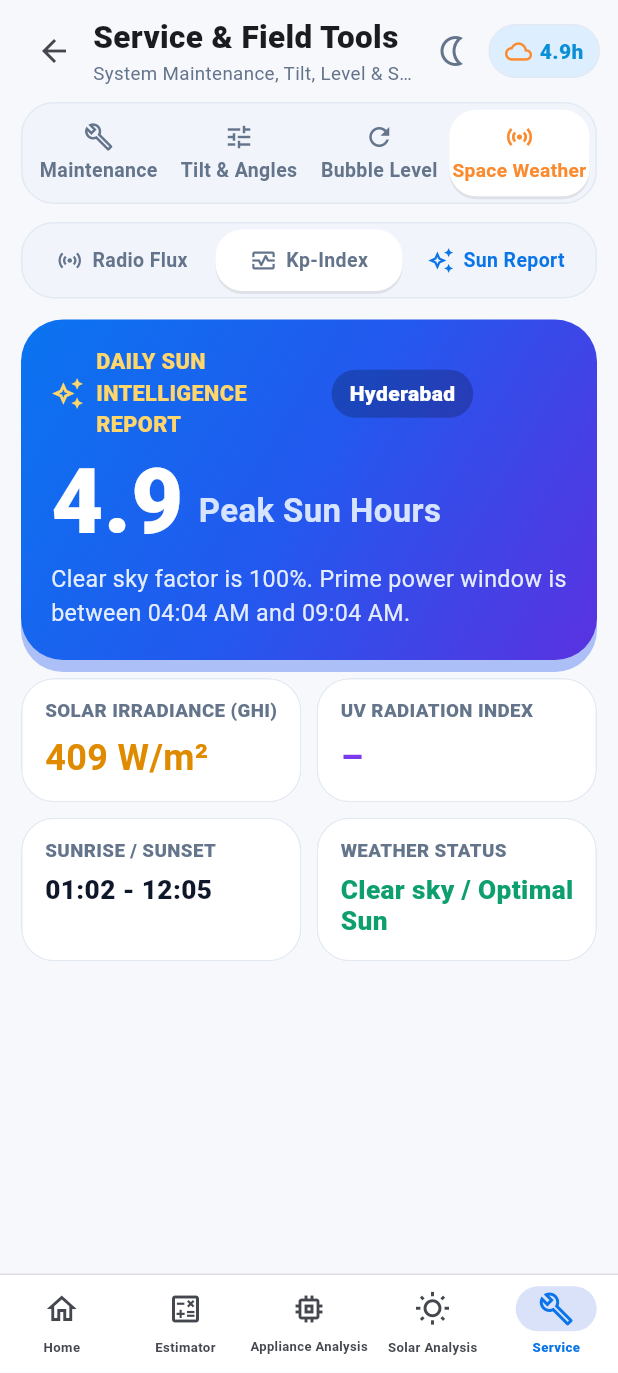 Service & Field Tools
System Maintenance, Tilt, Level & S...
4.9h
Maintenance
Tilt & Angles
Bubble Level
Space Weather
Radio Flux
Kp-Index
Sun Report
DAILY SUN
INTELLIGENCE
REPORT
Hyderabad
4.9 Peak Sun Hours
Clear sky factor is 100%. Prime power window is
between 04:04 AM and 09:04 AM.
SOLAR IRRADIANCE (GHI)
409 W/m²
UV RADIATION INDEX
–
SUNRISE / SUNSET
01:02 - 12:05
WEATHER STATUS
Clear sky / Optimal
Sun
Home
Estimator
Appliance Analysis
Solar Analysis
Service